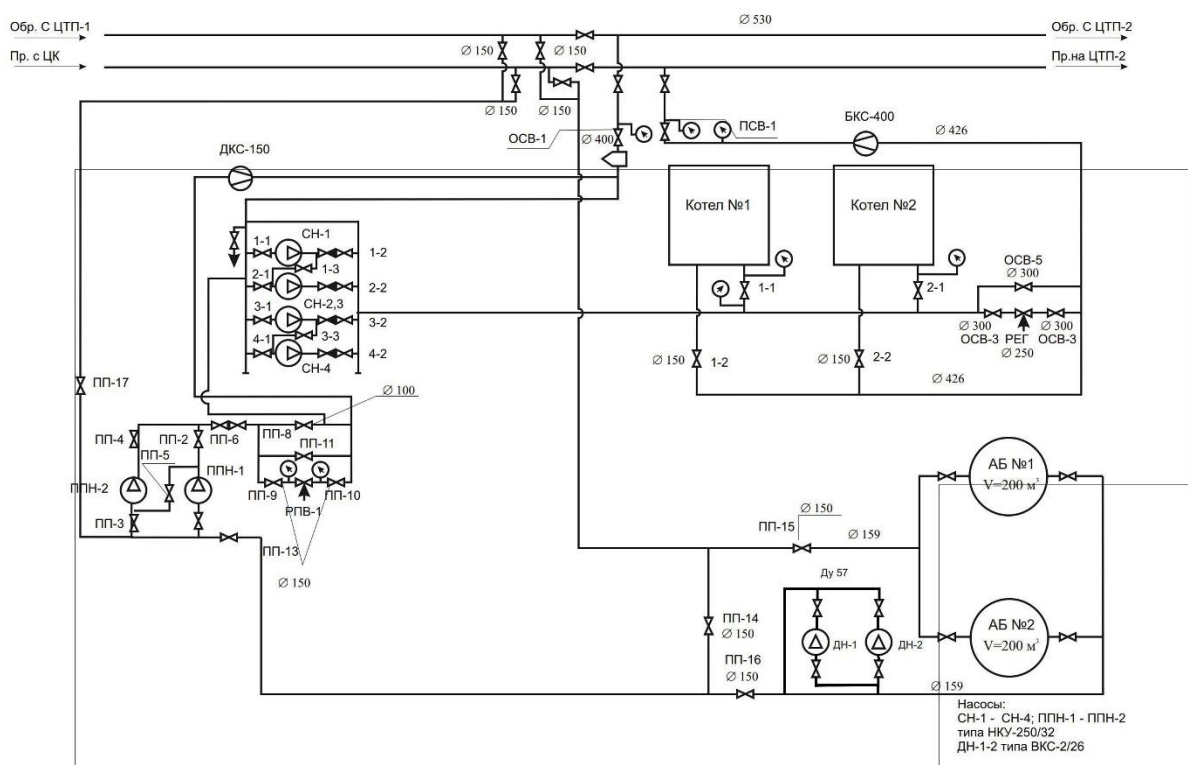 Обр. С ЦТП-1
∅ 530
Обр. С ЦТП-2
∅ 150
∅ 150
Пр. с ЦК
Пр.на ЦТП-2
∅ 150
∅ 150
ОСВ-1
∅ 400
ПСВ-1
БКС-400
∅ 426
ДКС-150
Котел №1
Котел №2
СН-1
1-1
1-2
1-3
2-1
2-2
СН-2,3
3-1
3-2
3-3
4-1
4-2
СН-4
1-1
2-1
ОСВ-5
∅ 300
∅ 300
∅ 300
ОСВ-3
РЕГ
ОСВ-3
∅ 250
∅ 150
1-2
∅ 150
2-2
∅ 426
ПП-17
∅ 100
ПП-4
ПП-2
ПП-6
ПП-8
ПП-5
ПП-11
ППН-2
ППН-1
ПП-9
ПП-10
РПВ-1
ПП-3
ПП-13
∅ 150
АБ №1
V=200 м³
∅ 150
ПП-15
∅ 159
Ду 57
ПП-14
∅ 150
ДН-1
ДН-2
АБ №2
V=200 м³
ПП-16
∅ 150
∅ 159
Насосы:
СН-1 - СН-4; ППН-1 - ППН-2
типа НКУ-250/32
ДН-1-2 типа ВКС-2/26